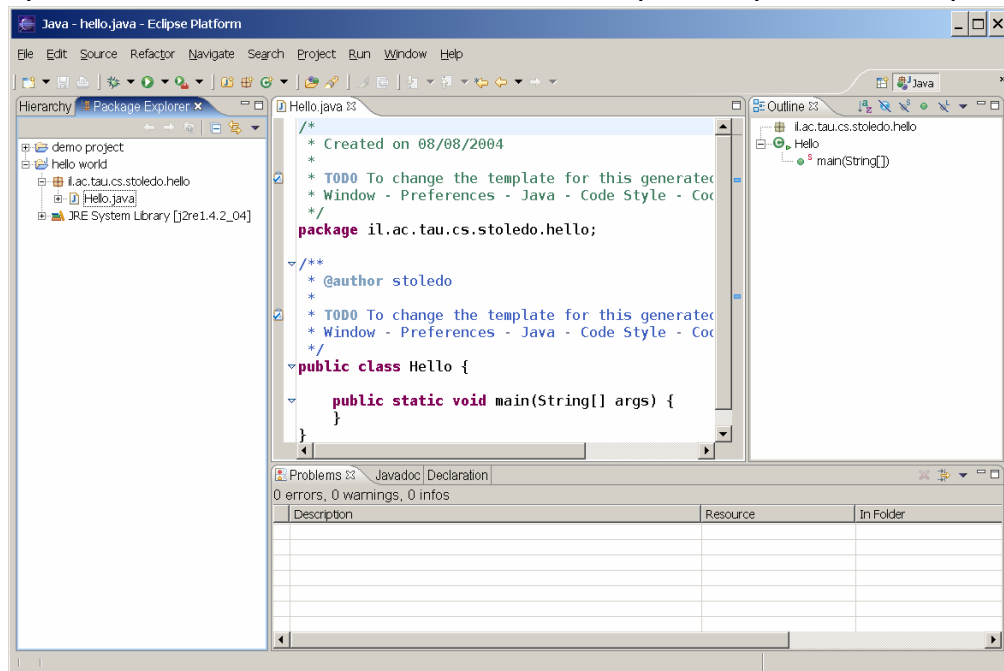 Java - hello.java - Eclipse Platform
File Edit Source Refactor Navigate Search Project Run Window Help
Java
Hierarchy Package Explorer
demo project
hello world
il.ac.tau.cs.stoledo.hello
Hello.java
JRE System Library [j2re1.4.2_04]
Hello.java
/*
* Created on 08/08/2004
*
* TODO To change the template for this generated
* Window - Preferences - Java - Code Style - Coc
*/
package il.ac.tau.cs.stoledo.hello;
/**
* @author stoledo
*
* TODO To change the template for this generated
* Window - Preferences - Java - Code Style - Coc
*/
public class Hello {
public static void main(String[] args) {
}
}
Outline
il.ac.tau.cs.stoledo.hello
Hello
main(String[])
Problems Javadoc Declaration
0 errors, 0 warnings, 0 infos
Description Resource In Folder